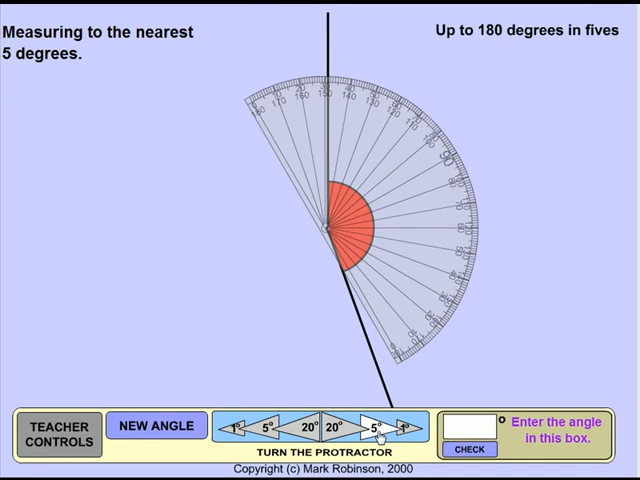 Measuring to the nearest
5 degrees.
Up to 180 degrees in fives
TEACHER
CONTROLS
NEW ANGLE
1° 5° 20° 20° 5° 1°
TURN THE PROTRACTOR
° Enter the angle
in this box.
CHECK
Copyright (c) Mark Robinson, 2000